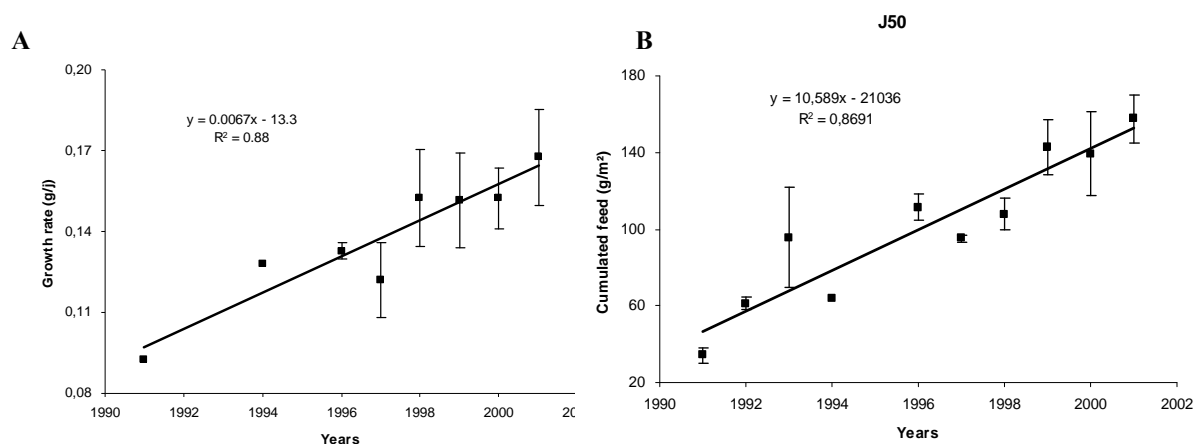 A
0,20
0,17
0,14
0,11
0,08
Growth rate (g/j)
y = 0.0067x - 13.3
R² = 0.88
1990 1992 1994 1996 1998 2000 20
Years
J50
B
180
140
100
60
20
Cumulated feed (g/m²)
y = 10,589x - 21036
R² = 0,8691
1990 1992 1994 1996 1998 2000 2002
Years